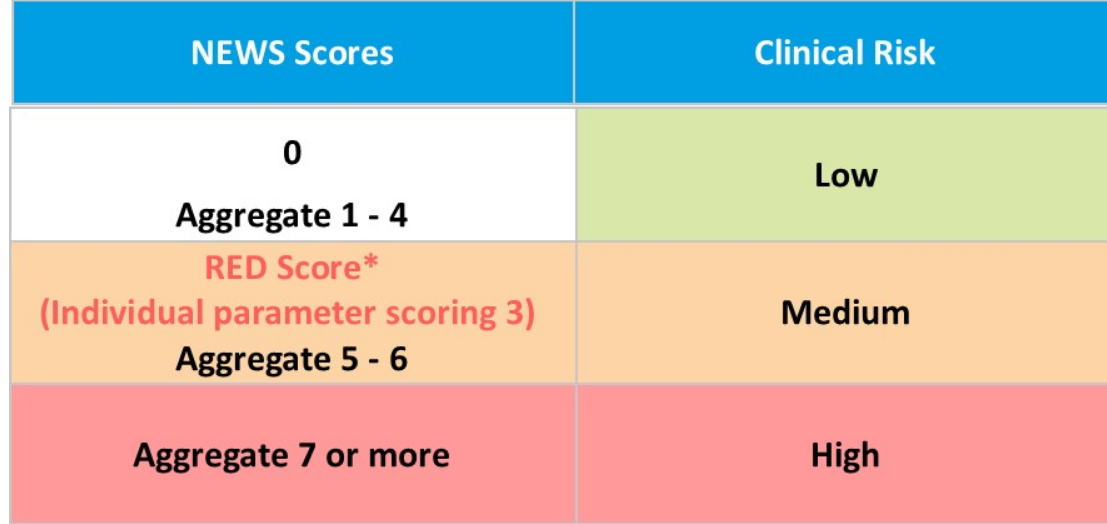 NEWS Scores
Clinical Risk
0
Aggregate 1 - 4
Low
RED Score*
(Individual parameter scoring 3)
Aggregate 5 - 6
Medium
Aggregate 7 or more
High